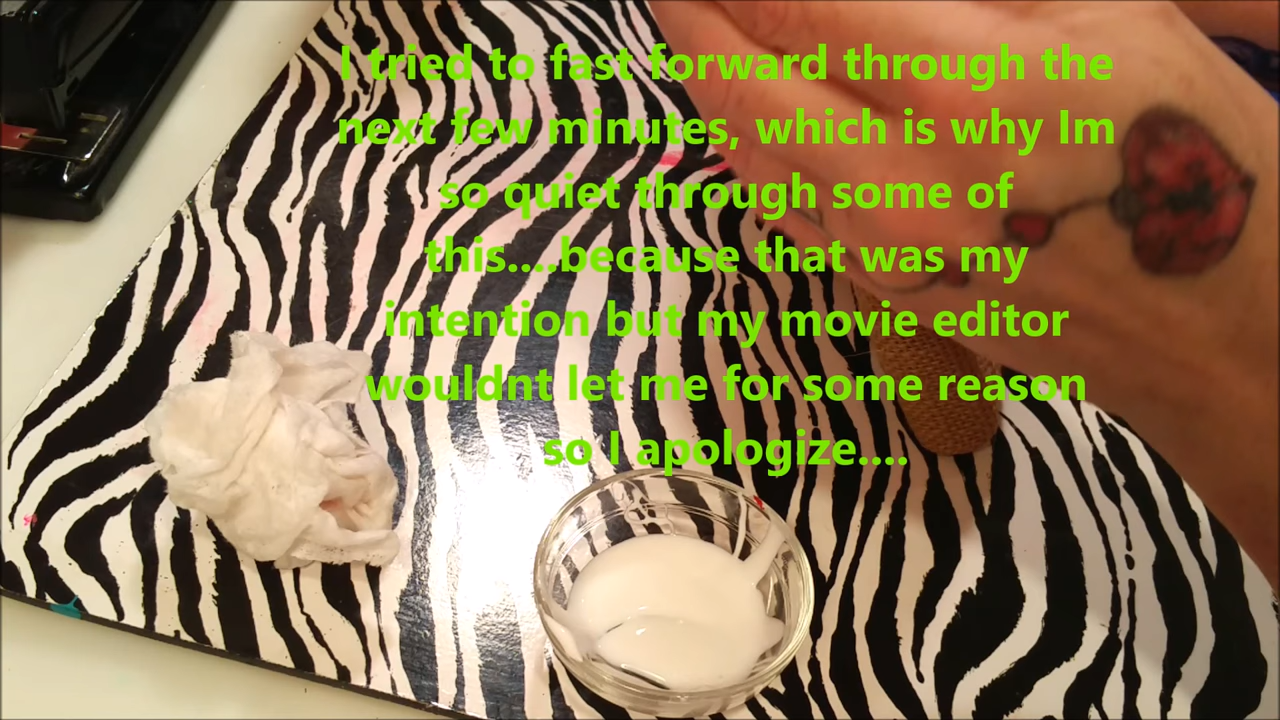 I tried to fast forward through the
next few minutes, which is why Im
so quiet through some of
this....because that was my
intention but my movie editor
wouldnt let me for some reason
so I apologize....